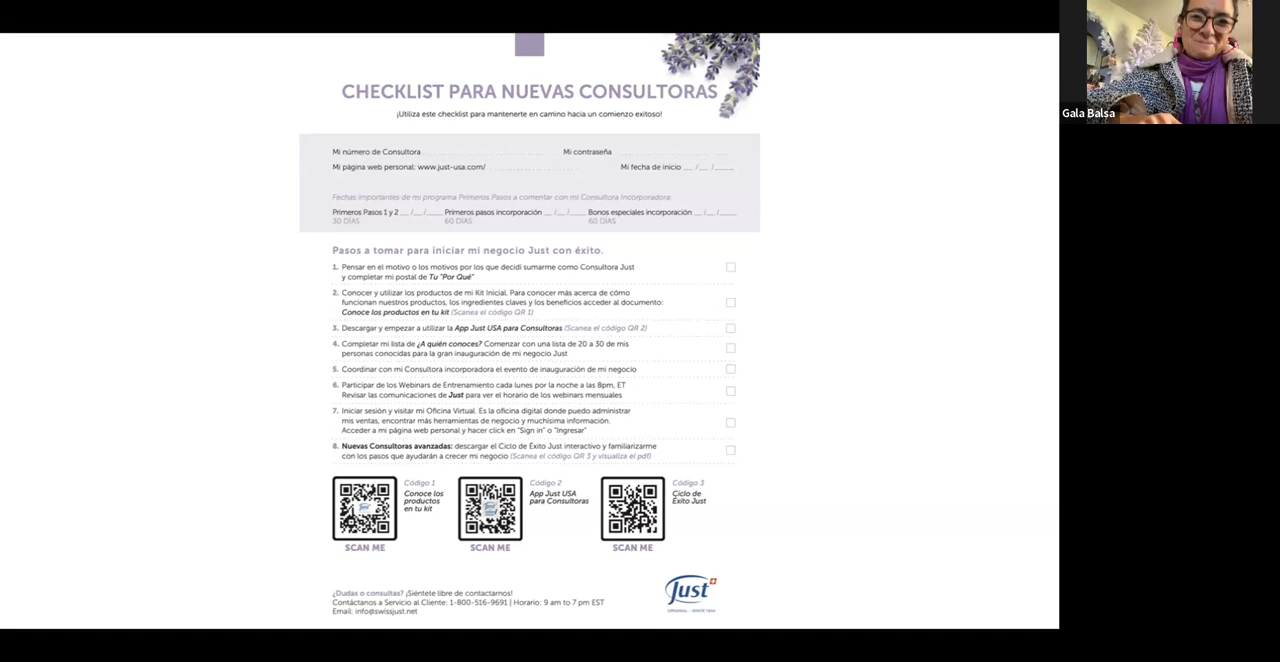 CHECKLIST PARA NUEVAS CONSULTORAS
¡Utiliza este checklist para mantenerte en camino hacia un comienzo exitoso!
Gala Balsa
Mi número de Consultora
Mi contraseña
Mi página web personal: www.just-usa.com/
Mi fecha de inicio __ /__ /____
Fechas importantes de mi programa Primeros Pasos a comentar con mi Consultora Incorporadora:
Primeros Pasos 1 y 2 __ /__ /____ Primeros pasos incorporación __ /__ /____ Bonos especiales incorporación __ /__ /____
30 DÍAS 60 DÍAS 60 DÍAS
Pasos a tomar para iniciar mi negocio Just con éxito.
1. Pensar en el motivo o los motivos por los que decidí sumarme como Consultora Just
y completar mi postal de Tu "Por Qué"
2. Conocer y utilizar los productos de mi Kit Inicial. Para conocer más acerca de cómo
funcionan nuestros productos, los ingredientes claves y los beneficios acceder al documento:
Conoce los productos en tu kit (Scanea el código QR 1)
3. Descargar y empezar a utilizar la App Just USA para Consultoras (Scanea el código QR 2)
4. Completar mi lista de ¿A quién conoces? Comenzar con una lista de 20 a 30 de mis
personas conocidas para la gran inauguración de mi negocio Just
5. Coordinar con mi Consultora incorporadora el evento de inauguración de mi negocio
6. Participar de los Webinars de Entrenamiento cada lunes por la noche a las 8pm, ET
Revisar las comunicaciones de Just para ver el horario de los webinars mensuales
7. Iniciar sesión y visitar mi Oficina Virtual. Es la oficina digital donde puedo administrar
mis ventas, encontrar más herramientas de negocio y muchísima información.
Acceder a mi página web personal y hacer click en "Sign in" o "Ingresar"
8. Nuevas Consultoras avanzadas: descargar el Ciclo de Éxito Just interactivo y familiarizarme
con los pasos que ayudarán a crecer mi negocio (Scanea el código QR 3 y visualiza el pdf)
Código 1
Conoce los
productos
en tu kit
SCAN ME
Código 2
App Just USA
para Consultoras
SCAN ME
Código 3
Ciclo de
Éxito Just
SCAN ME
¿Dudas o consultas? ¡Siéntete libre de contactarnos!
Contáctanos a Servicio al Cliente: 1-800-516-9691 | Horario: 9 am to 7 pm EST
Email: info@swissjust.net
Just
ORIGINAL - SINCE 1930